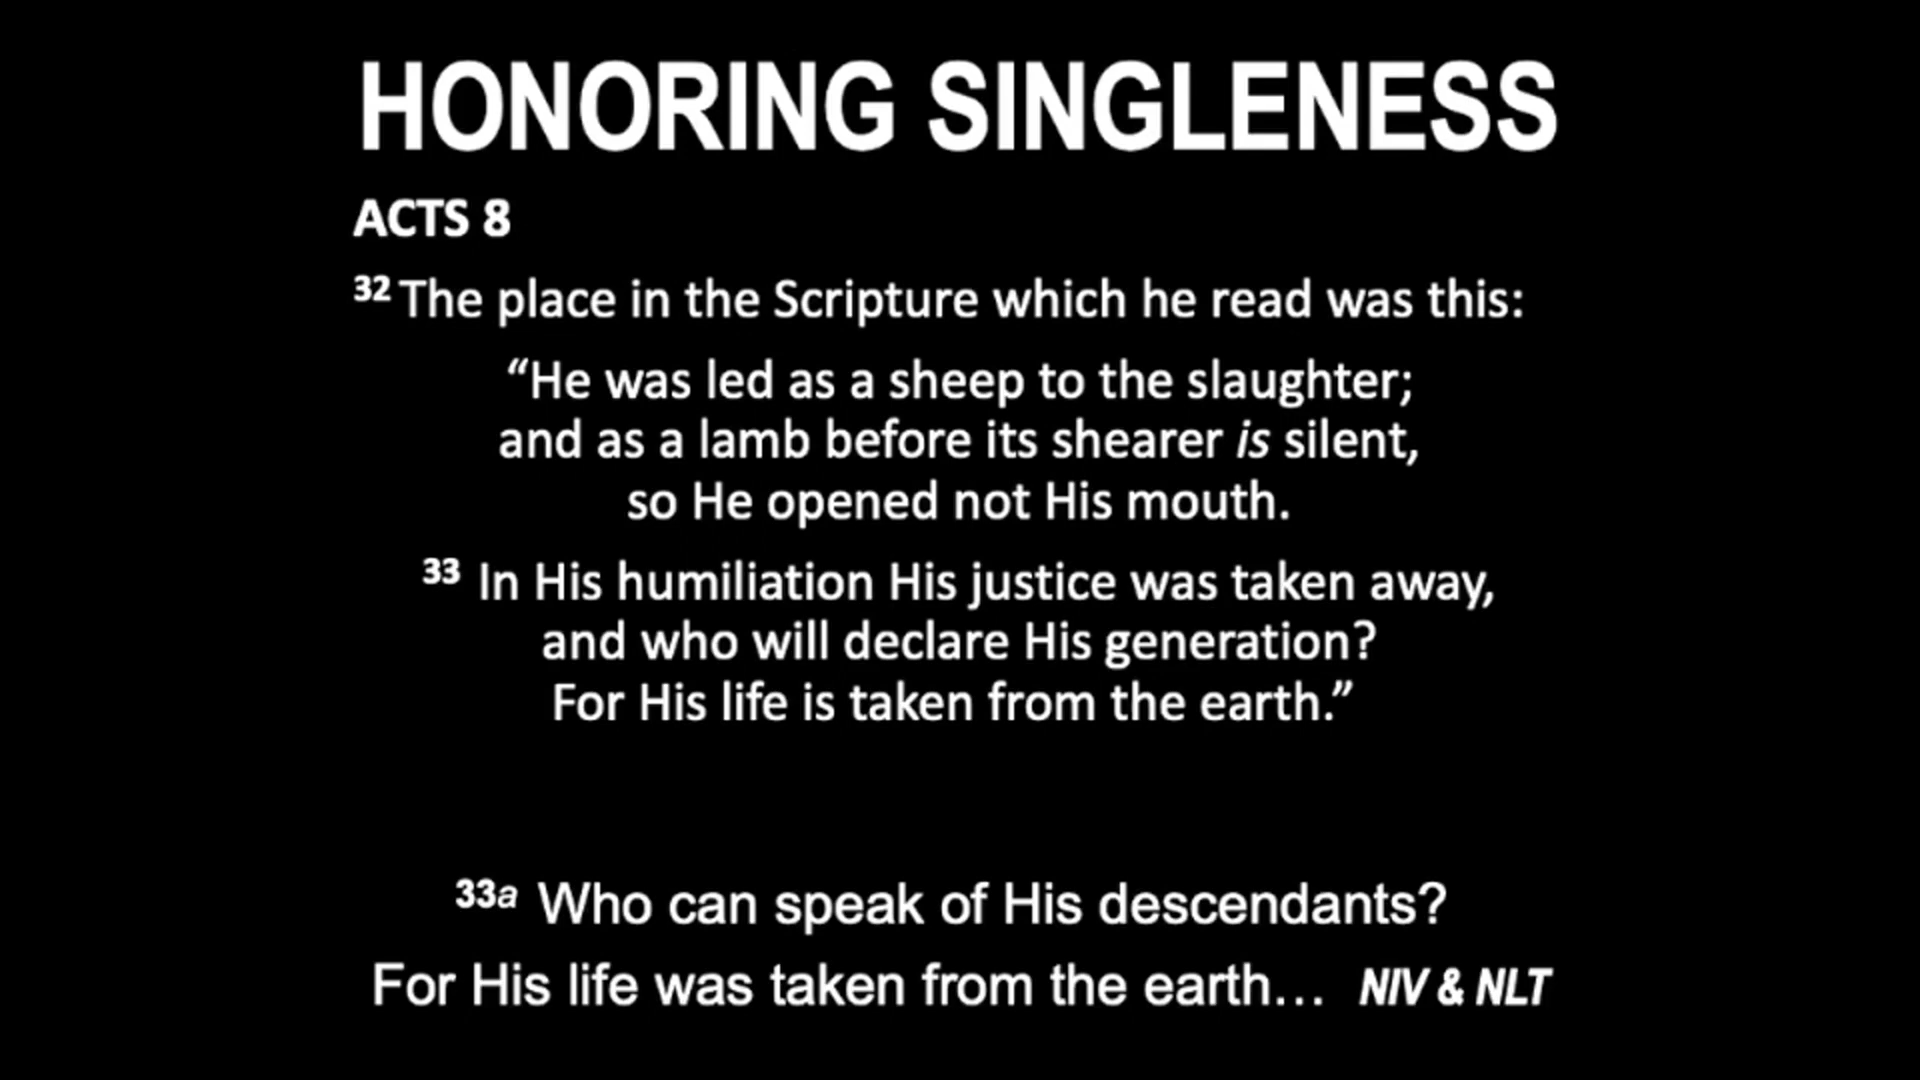 HONORING SINGLENESS
ACTS 8
32 The place in the Scripture which he read was this:
“He was led as a sheep to the slaughter;
and as a lamb before its shearer is silent,
so He opened not His mouth.
33 In His humiliation His justice was taken away,
and who will declare His generation?
For His life is taken from the earth.”
33a Who can speak of His descendants?
For His life was taken from the earth... NIV & NLT